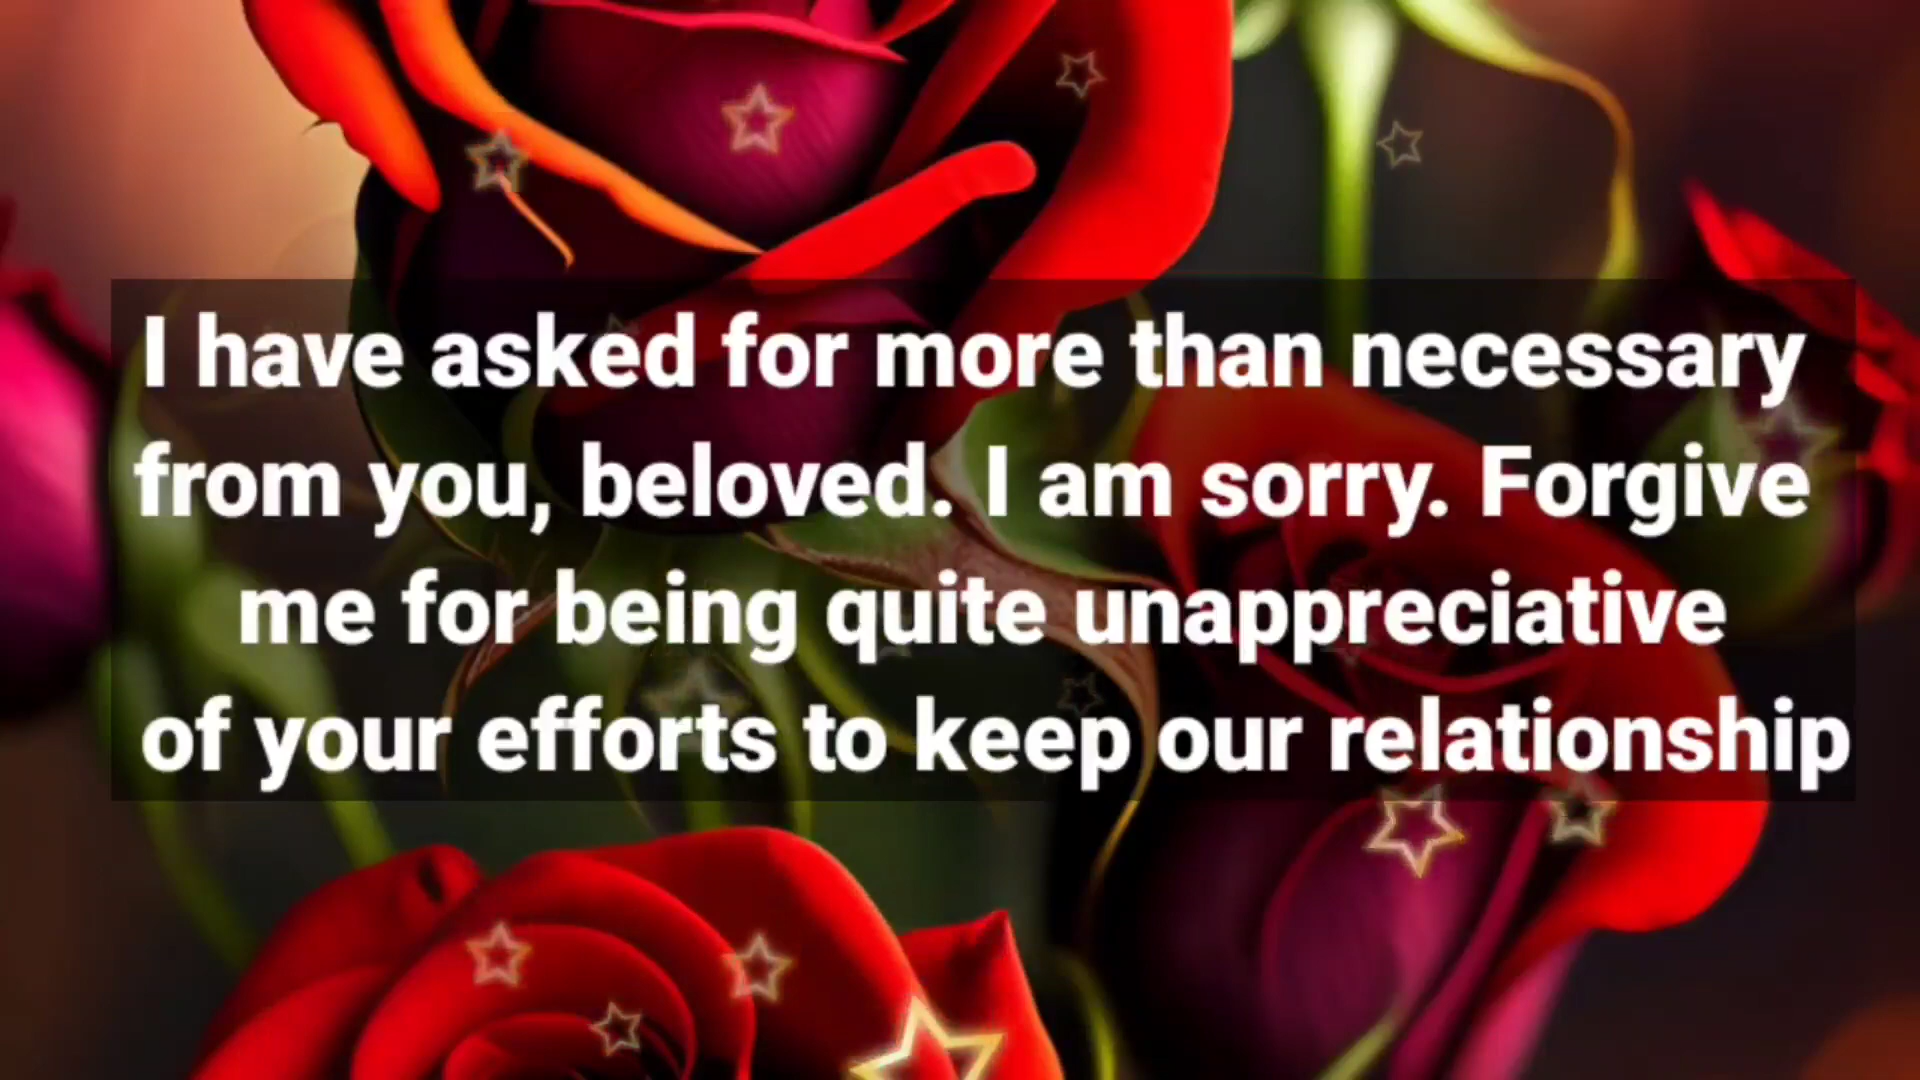 I have asked for more than necessary
from you, beloved. I am sorry. Forgive
me for being quite unappreciative
of your efforts to keep our relationship